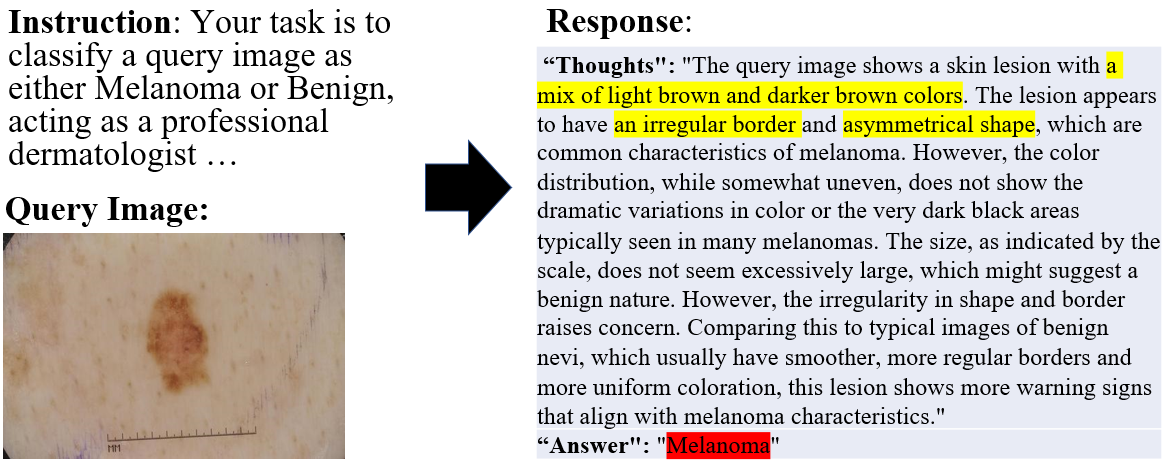 Instruction: Your task is to
classify a query image as
either Melanoma or Benign,
acting as a professional
dermatologist …
Query Image:
MM
Response:
“Thoughts": "The query image shows a skin lesion with a
mix of light brown and darker brown colors. The lesion appears
to have an irregular border and asymmetrical shape, which are
common characteristics of melanoma. However, the color
distribution, while somewhat uneven, does not show the
dramatic variations in color or the very dark black areas
typically seen in many melanomas. The size, as indicated by the
scale, does not seem excessively large, which might suggest a
benign nature. However, the irregularity in shape and border
raises concern. Comparing this to typical images of benign
nevi, which usually have smoother, more regular borders and
more uniform coloration, this lesion shows more warning signs
that align with melanoma characteristics."
“Answer": "Melanoma"